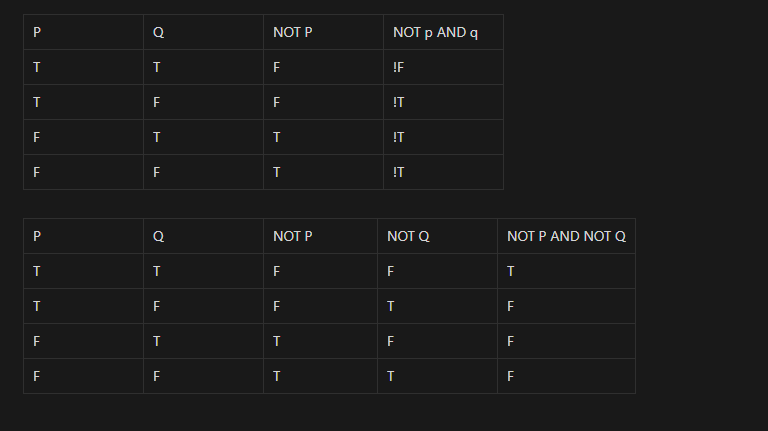 P Q NOT P NOT p AND q
T T F !F
T F F !T
F T T !T
F F T !T
P Q NOT P NOT Q NOT P AND NOT Q
T T F F T
T F F T F
F T T F F
F F T T F